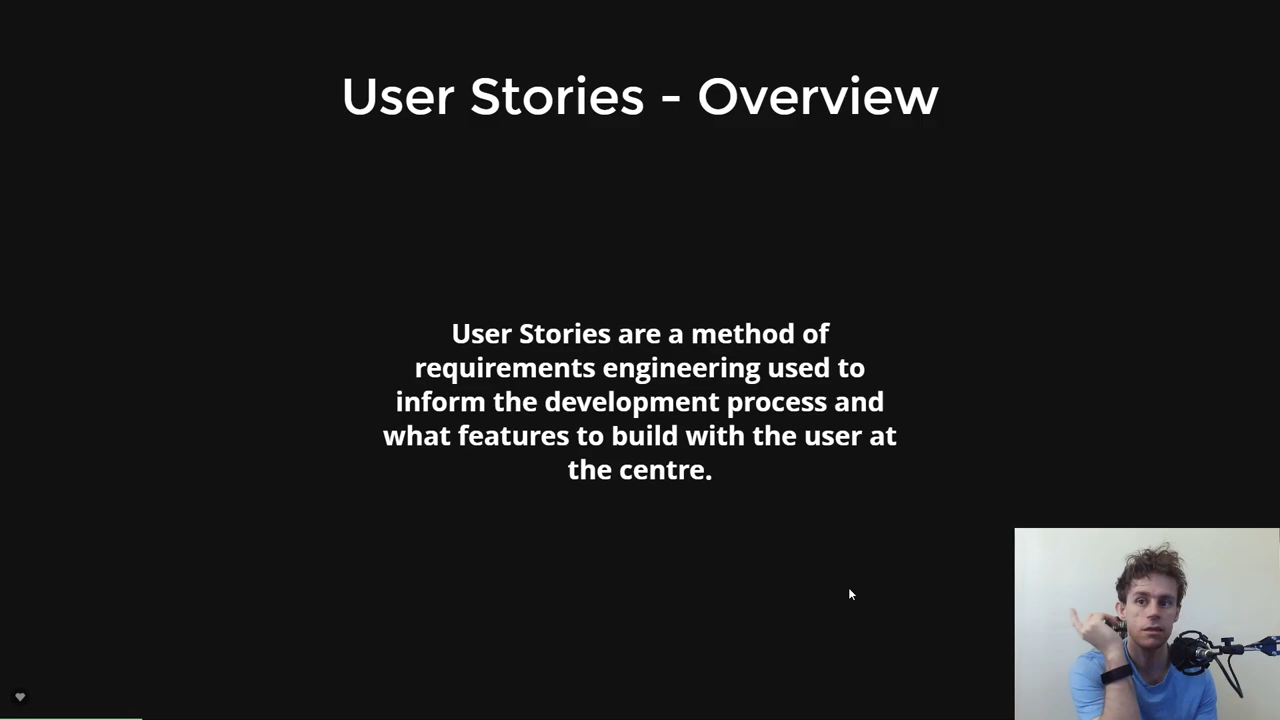 User Stories - Overview
User Stories are a method of
requirements engineering used to
inform the development process and
what features to build with the user at
the centre.